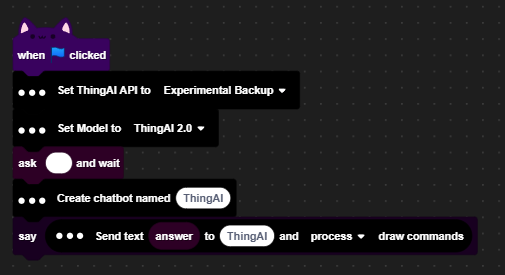 when clicked
Set ThingAI API to Experimental Backup
Set Model to ThingAI 2.0
ask and wait
Create chatbot named ThingAI
say Send text answer to ThingAI and process draw commands